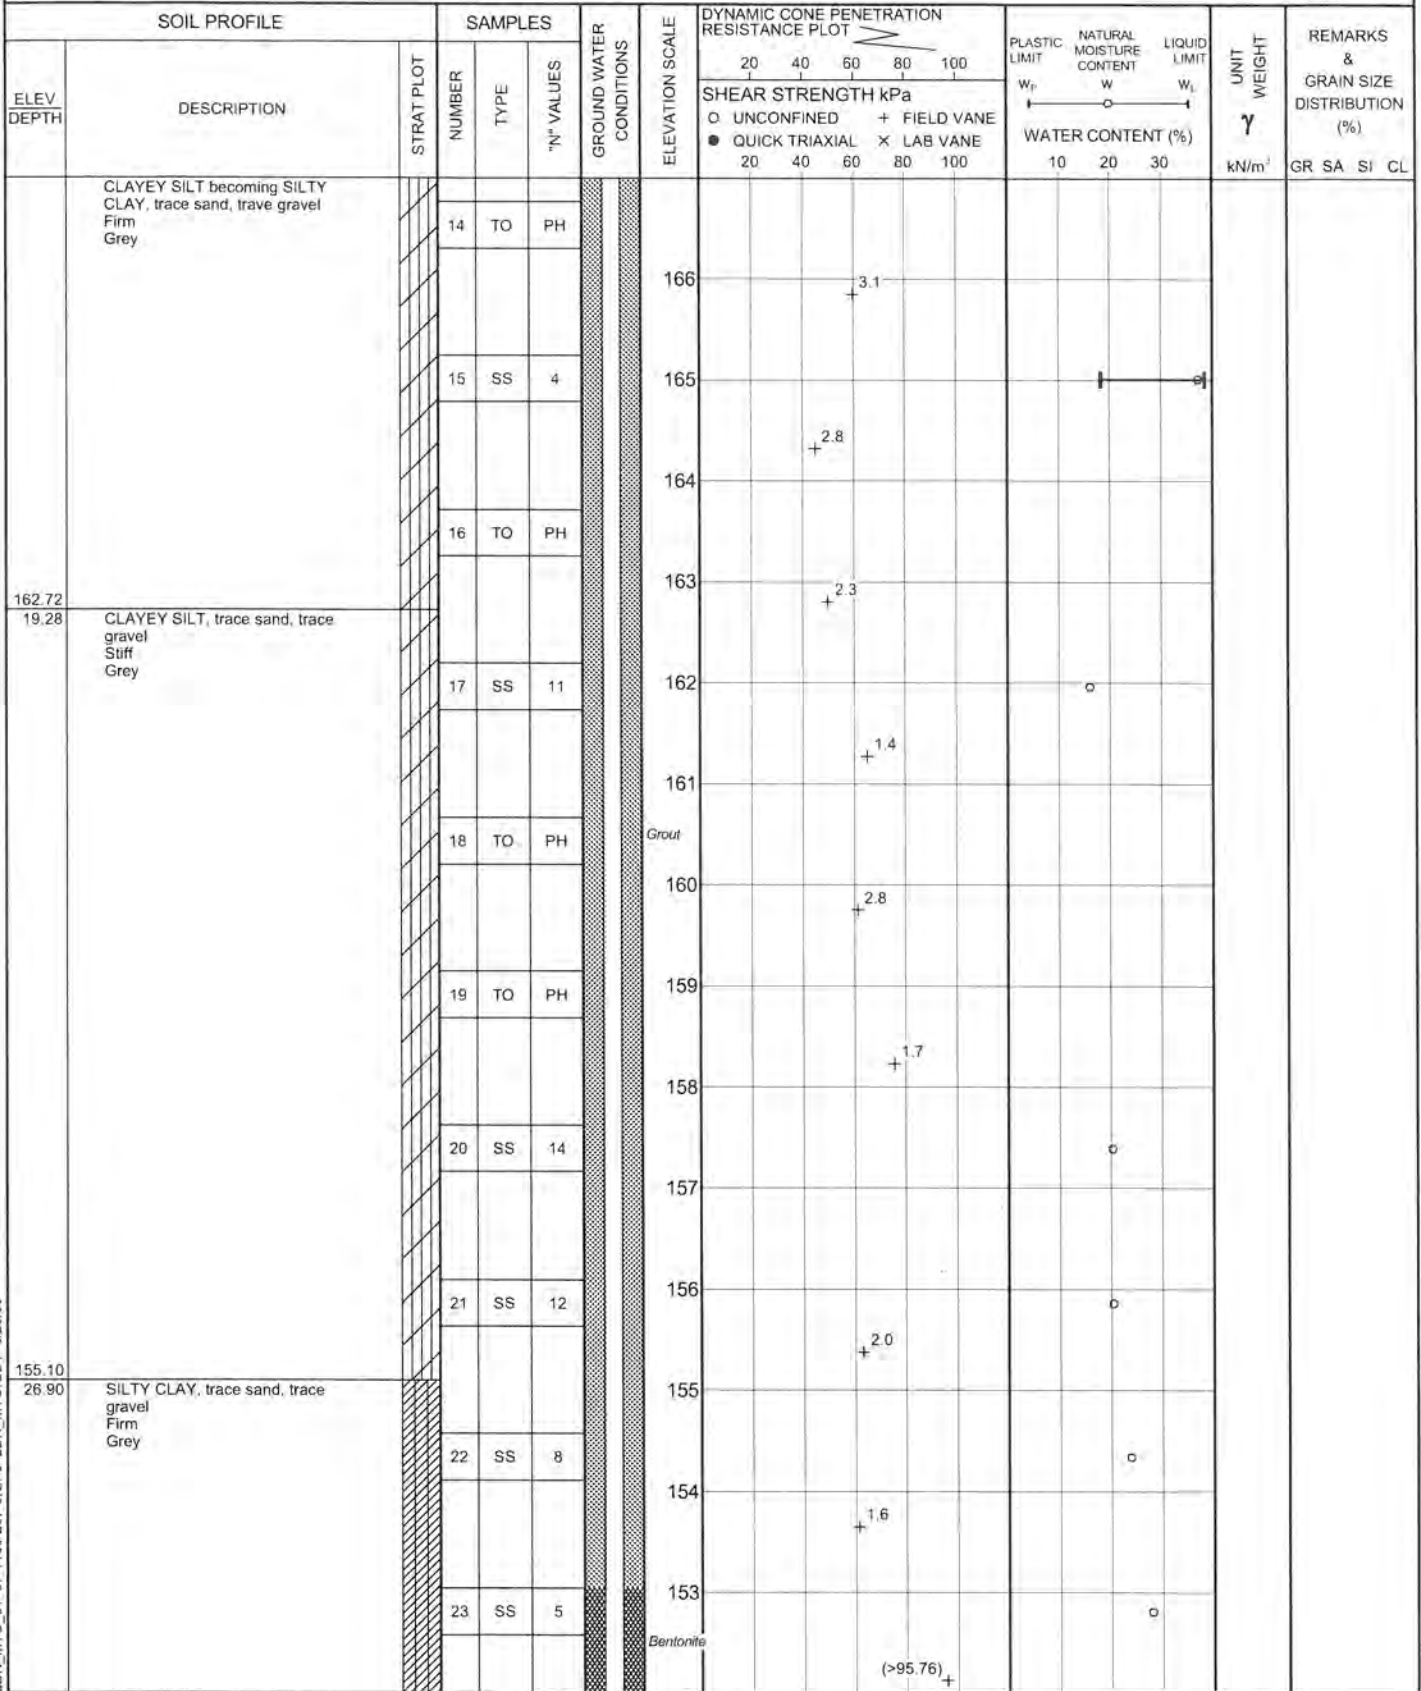 SOIL PROFILE
SAMPLES
ELEV
DEPTH
DESCRIPTION
STRAT PLOT
NUMBER
TYPE
"N" VALUES
GROUND WATER
CONDITIONS
ELEVATION SCALE
DYNAMIC CONE PENETRATION
RESISTANCE PLOT
20 40 60 80 100
SHEAR STRENGTH kPa
O UNCONFINED + FIELD VANE
● QUICK TRIAXIAL × LAB VANE
20 40 60 80 100
PLASTIC
LIMIT
NATURAL
MOISTURE
CONTENT
LIQUID
LIMIT
WP W WL
WATER CONTENT (%)
10 20 30
UNIT
WEIGHT
γ
kN/m³
REMARKS
&
GRAIN SIZE
DISTRIBUTION
(%)
GR SA SI CL
CLAYEY SILT becoming SILTY
CLAY, trace sand, trave gravel
Firm
Grey
14 TO PH
166
3.1
15 SS 4
165
2.8
164
16 TO PH
163
2.3
162.72
19.28
CLAYEY SILT, trace sand, trace
gravel
Stiff
Grey
17 SS 11
162
1.4
161
18 TO PH
Grout
160
2.8
19 TO PH
159
1.7
158
20 SS 14
157
156
21 SS 12
2.0
155.10
26.90
SILTY CLAY, trace sand, trace
gravel
Firm
Grey
155
22 SS 8
154
1.6
153
23 SS 5
Bentonite
(>95.76)